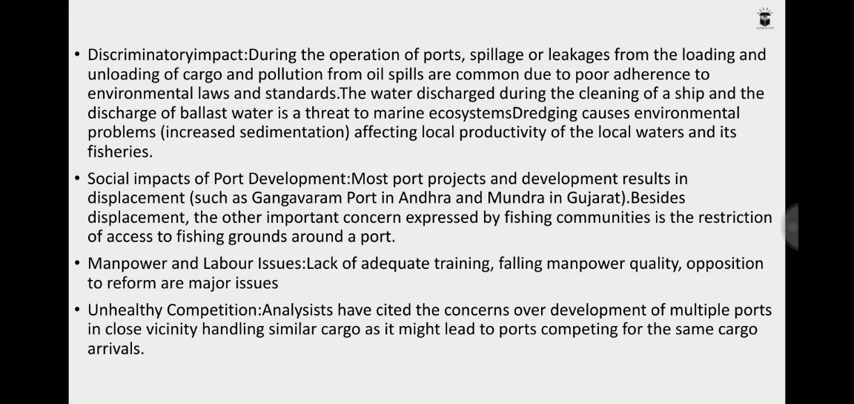 • Discriminatoryimpact:During the operation of ports, spillage or leakages from the loading and
unloading of cargo and pollution from oil spills are common due to poor adherence to
environmental laws and standards.The water discharged during the cleaning of a ship and the
discharge of ballast water is a threat to marine ecosystemsDredging causes environmental
problems (increased sedimentation) affecting local productivity of the local waters and its
fisheries.
• Social impacts of Port Development:Most port projects and development results in
displacement (such as Gangavaram Port in Andhra and Mundra in Gujarat).Besides
displacement, the other important concern expressed by fishing communities is the restriction
of access to fishing grounds around a port.
• Manpower and Labour Issues:Lack of adequate training, falling manpower quality, opposition
to reform are major issues
• Unhealthy Competition:Analysists have cited the concerns over development of multiple ports
in close vicinity handling similar cargo as it might lead to ports competing for the same cargo
arrivals.